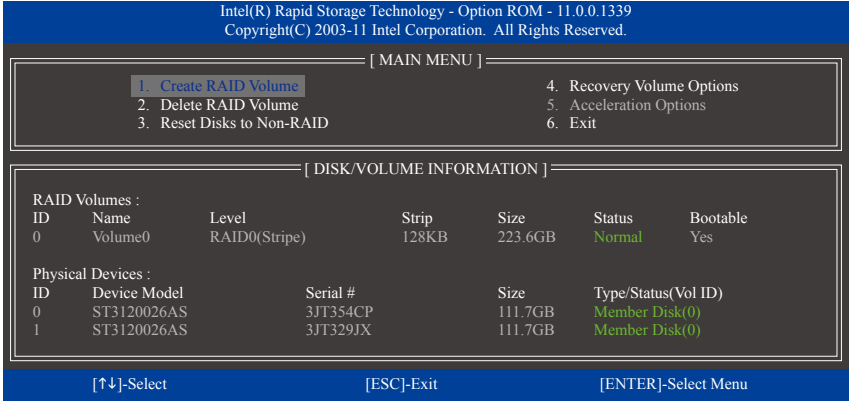 Intel(R) Rapid Storage Technology - Option ROM - 11.0.0.1339
Copyright(C) 2003-11 Intel Corporation.  All Rights Reserved.
[ MAIN MENU ]
1. Create RAID Volume
2. Delete RAID Volume
3. Reset Disks to Non-RAID
4. Recovery Volume Options
5. Acceleration Options
6. Exit
[ DISK/VOLUME INFORMATION ]
RAID Volumes :
ID Name Level Strip Size Status Bootable
0 Volume0 RAID0(Stripe) 128KB 223.6GB Normal Yes
Physical Devices :
ID Device Model Serial # Size Type/Status(Vol ID)
0 ST3120026AS 3JT354CP 111.7GB Member Disk(0)
1 ST3120026AS 3JT329JX 111.7GB Member Disk(0)
[↑↓]-Select [ESC]-Exit [ENTER]-Select Menu